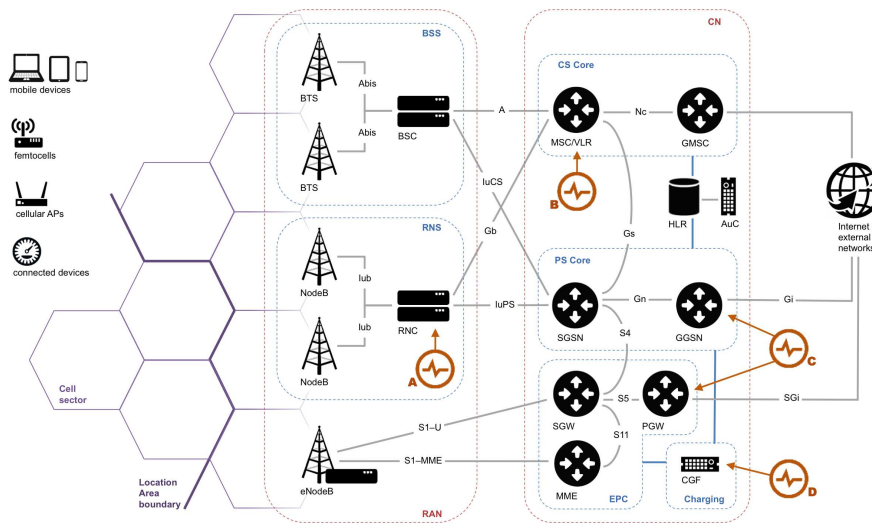 BSS
CN
CS Core
mobile devices
BTS
Abis
Abis
BSC
A
MSC/VLR
Nc
GMSC
femtocells
BTS
IuCS
B
Gb
cellular APs
HLR
AuC
RNS
Gs
Internet
external
networks
connected devices
PS Core
NodeB
Iub
Iub
RNC
IuPS
SGSN
Gn
GGSN
Gi
S4
NodeB
A
C
Cell
sector
S1–U
SGW
S5
PGW
SGi
S11
S1–MME
eNodeB
MME
CGF
D
Location
Area
boundary
RAN
EPC
Charging